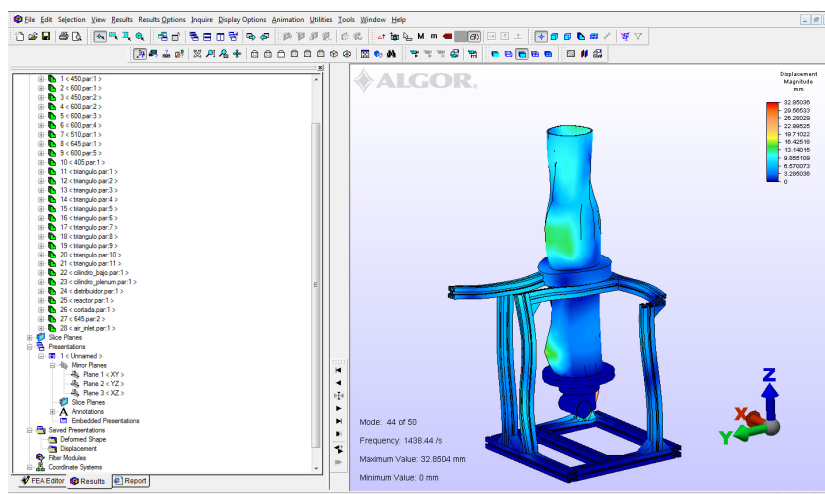 File Edit Selection View Results Results Options Inquire Display Options Animation Utilities Tools Window Help
1 < 450.par:1 >
2 < 600.par:1 >
3 < 450.par:2 >
4 < 600.par:2 >
5 < 600.par:3 >
6 < 600.par:4 >
7 < 510.par:1 >
8 < 645.par:1 >
9 < 600.par:5 >
10 < 405.par:1 >
11 < triangulo.par:1 >
12 < triangulo.par:2 >
13 < triangulo.par:3 >
14 < triangulo.par:4 >
15 < triangulo.par:5 >
16 < triangulo.par:6 >
17 < triangulo.par:7 >
18 < triangulo.par:8 >
19 < triangulo.par:9 >
20 < triangulo.par:10 >
21 < triangulo.par:11 >
22 < cilindro_bajo.par:1 >
23 < cilindro_plenum.par:1 >
24 < distribuidor.par:1 >
25 < reactor.par:1 >
26 < cortada.par:1 >
27 < 645.par:2 >
28 < air_inlet.par:1 >
Slice Planes
Presentations
1 < Unnamed >
Mirror Planes
Plane 1 < XY >
Plane 2 < YZ >
Plane 3 < XZ >
Slice Planes
A Annotations
Embedded Presentations
Saved Presentations
Deformed Shape
Displacement
Filter Modules
Coordinate Systems
FEA Editor Results Report
ALGOR.
Displacement
Magnitude
mm
32.85036
29.56533
26.28029
22.99525
19.71022
16.42518
13.14015
9.855109
6.570073
3.285036
0
Z
X
Y
Mode: 44 of 50
Frequency: 1438.44 /s
Maximum Value: 32.8504 mm
Minimum Value: 0 mm